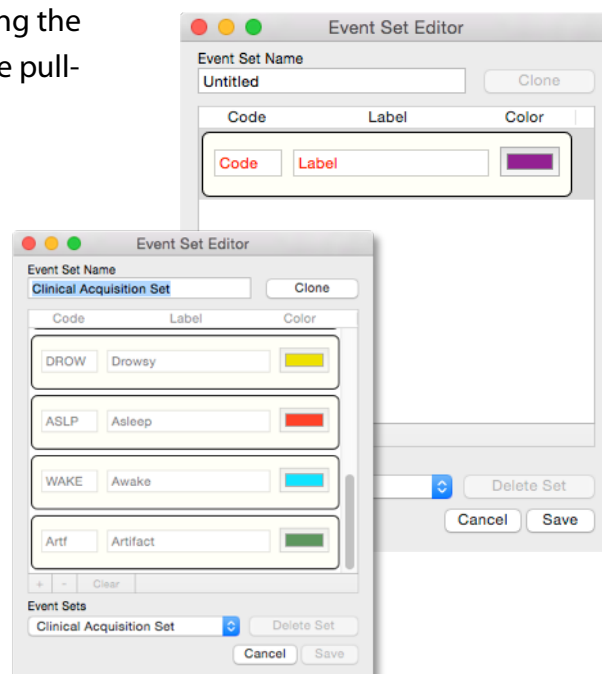 ng the
e pull-
Event Set Editor
Event Set Name
Untitled
Clone
Code Label Color
Code Label
Delete Set
Cancel Save
Event Set Editor
Event Set Name
Clinical Acquisition Set Clone
Code Label Color
DROW Drowsy
ASLP Asleep
WAKE Awake
Artf Artifact
+ - Clear
Event Sets
Clinical Acquisition Set Delete Set
Cancel Save